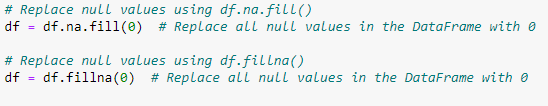 # Replace null values using df.na.fill()
df = df.na.fill(0)  # Replace all null values in the DataFrame with 0
# Replace null values using df.fillna()
df = df.fillna(0)  # Replace all null values in the DataFrame with 0